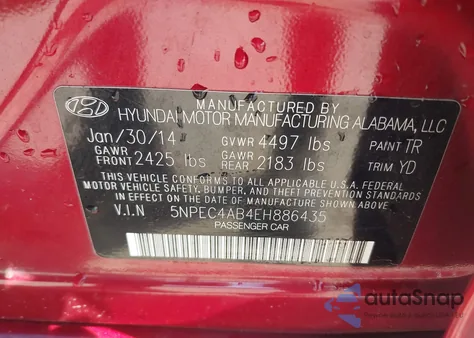 MANUFACTURED BY
HYUNDAI MOTOR MANUFACTURING ALABAMA, LLC
Jan/30/14 GVWR 4497 lbs PAINT TR
GAWR FRONT 2425 lbs GAWR REAR 2183 lbs TRIM YD
THIS VEHICLE CONFORMS TO ALL APPLICABLE U.S.A. FEDERAL
MOTOR VEHICLE SAFETY, BUMPER, AND THEFT PREVENTION STANDARDS
IN EFFECT ON THE DATE OF MANUFACTURE SHOWN ABOVE.
V.I.N 5NPEC4AB4EH886435
PASSENGER CAR
autoSnap